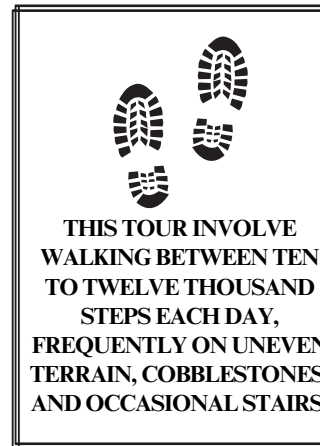 THIS TOUR INVOLVE
WALKING BETWEEN TEN
TO TWELVE THOUSAND
STEPS EACH DAY,
FREQUENTLY ON UNEVEN
TERRAIN, COBBLESTONES
AND OCCASIONAL STAIRS